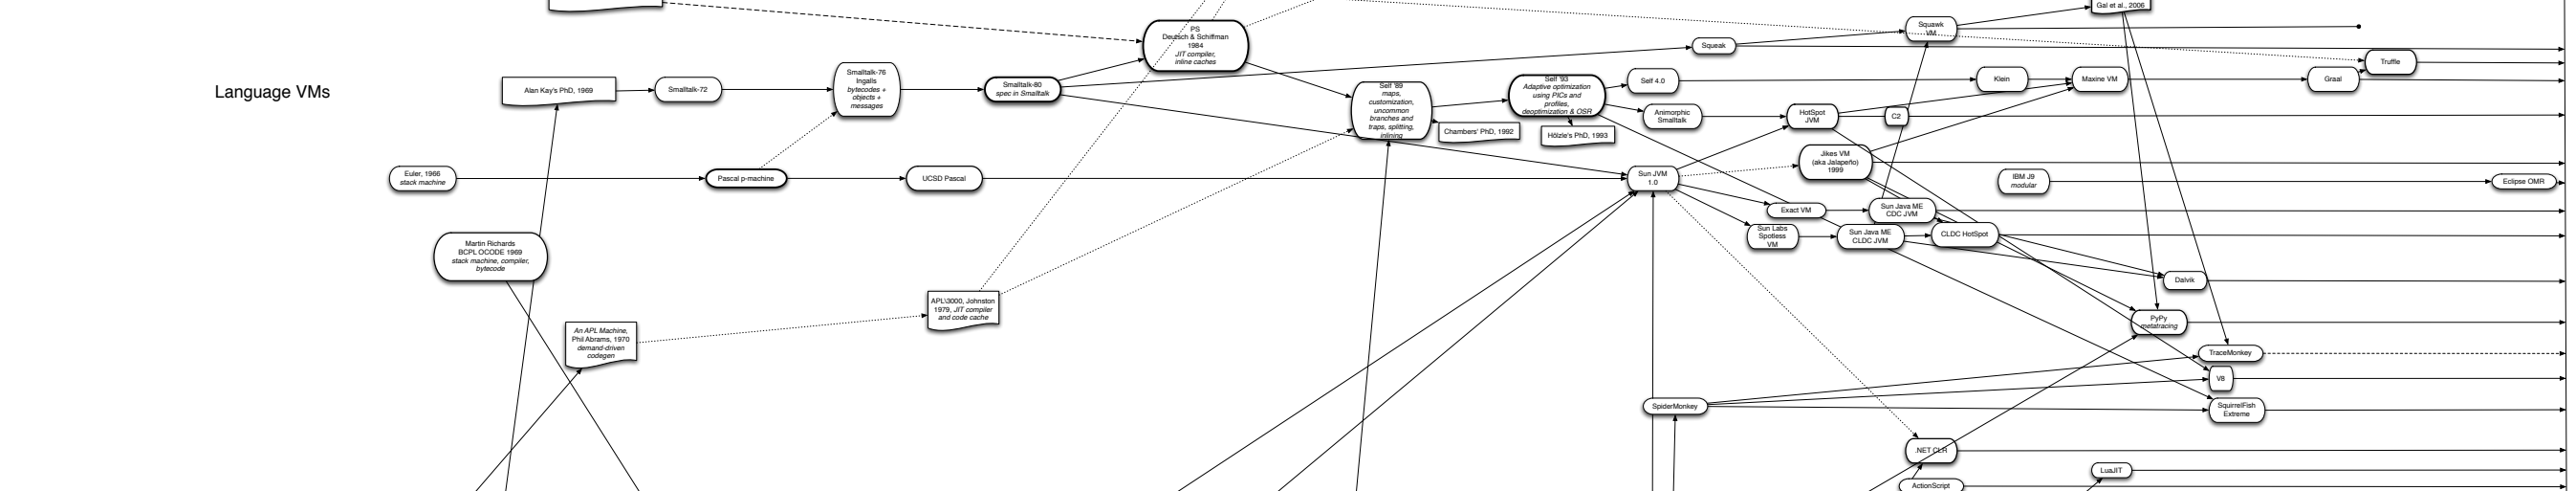 Language VMs
Alan Kay's PhD, 1969
Smalltalk-72
Smalltalk-76
Ingalls
bytecodes +
objects +
messages
Smalltalk-80
spec in Smalltalk
PS
Deutsch & Schiffman
1984
JIT compiler,
inline caches
Self '89
maps,
customization,
uncommon
branches and
traps, splitting,
inlining
Chambers' PhD, 1992
Self '93
Adaptive optimization
using PICs and
profiles,
deoptimization & OSR
Hölzle's PhD, 1993
Squeak
Self 4.0
Animorphic
Smalltalk
Squawk
VM
Gal et al., 2006
Klein
Maxine VM
Graal
Truffle
HotSpot
JVM
C2
Jikes VM
(aka Jalapeño)
1999
IBM J9
modular
Eclipse OMR
Euler, 1966
stack machine
Pascal p-machine
UCSD Pascal
Sun JVM
1.0
Exact VM
Sun Java ME
CDC JVM
Sun Labs
Spotless
VM
Sun Java ME
CLDC JVM
CLDC HotSpot
Martin Richards
BCPL OCODE 1969
stack machine, compiler,
bytecode
An APL Machine,
Phil Abrams, 1970
demand-driven
codegen
APL\3000, Johnston
1979, JIT compiler
and code cache
Dalvik
PyPy
metatracing
TraceMonkey
V8
SquirrelFish
Extreme
SpiderMonkey
.NET CLR
LuaJIT
ActionScript